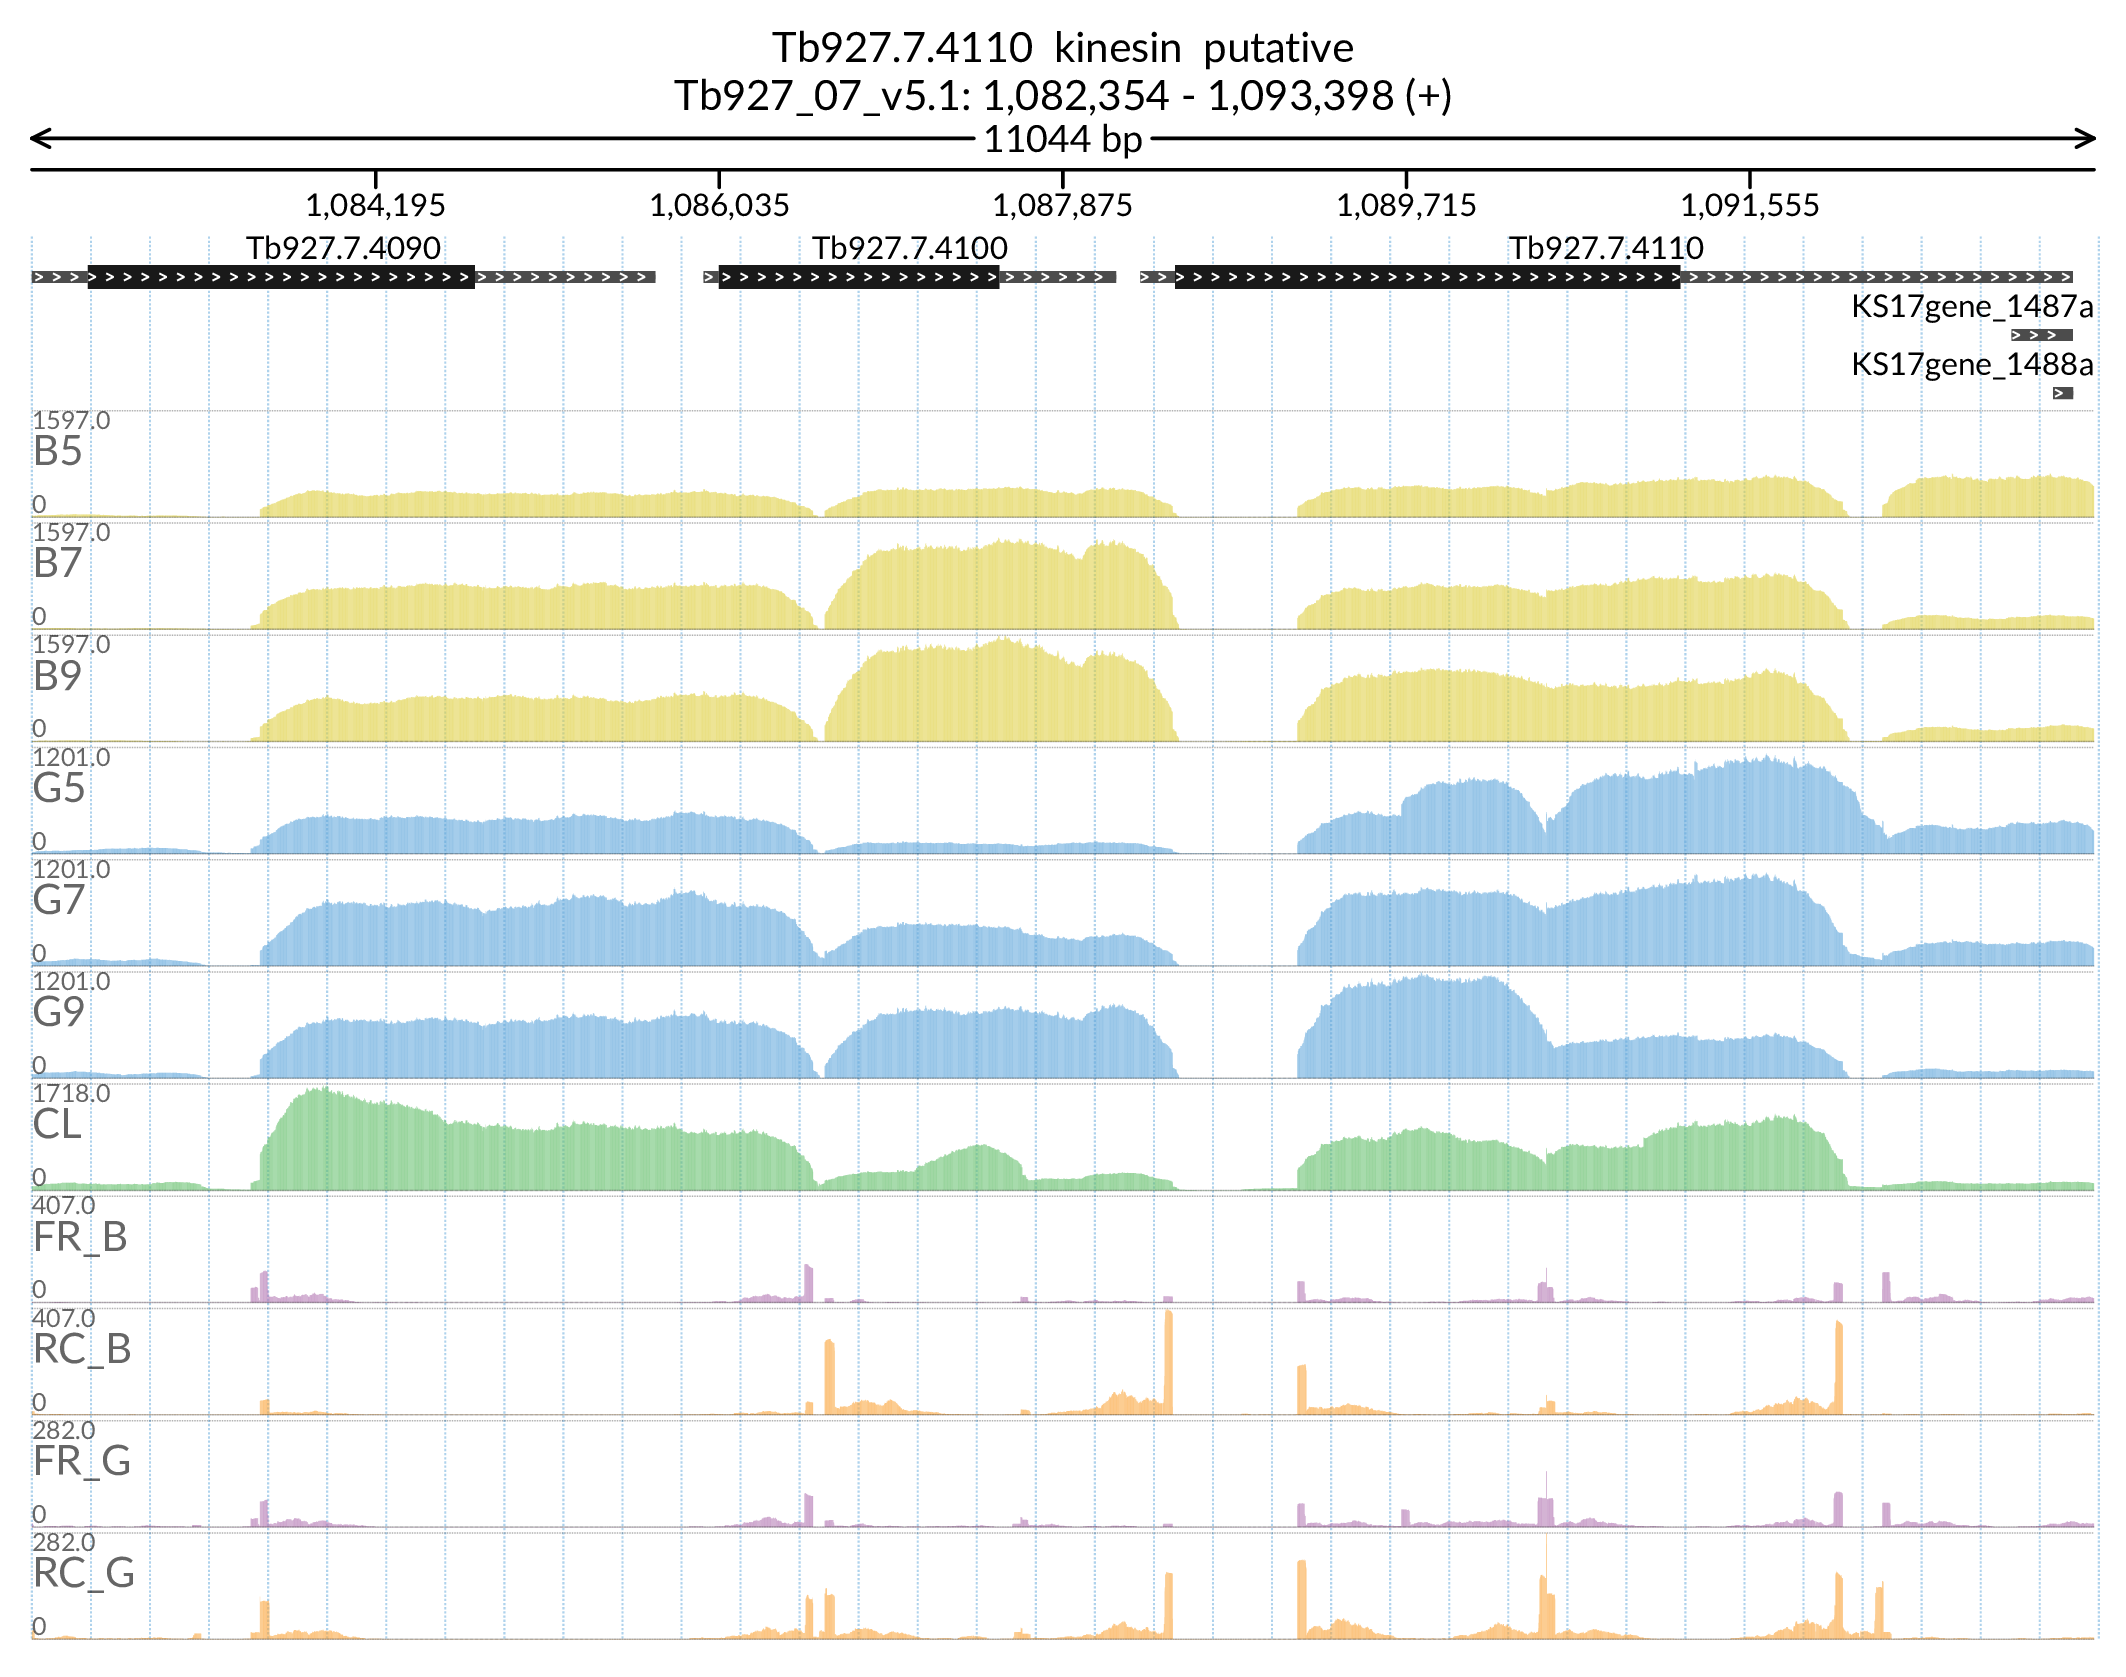 Tb927.7.4110 kinesin putative
Tb927_07_v5.1: 1,082,354 - 1,093,398 (+)
11044 bp
1,084,195 1,086,035 1,087,875 1,089,715 1,091,555
Tb927.7.4090 Tb927.7.4100 Tb927.7.4110
KS17gene_1487a
KS17gene_1488a
1597.0
B5
0
1597.0
B7
0
1597.0
B9
0
1201.0
G5
0
1201.0
G7
0
1201.0
G9
0
1718.0
CL
0
407.0
FR_B
0
407.0
RC_B
0
282.0
FR_G
0
282.0
RC_G
0